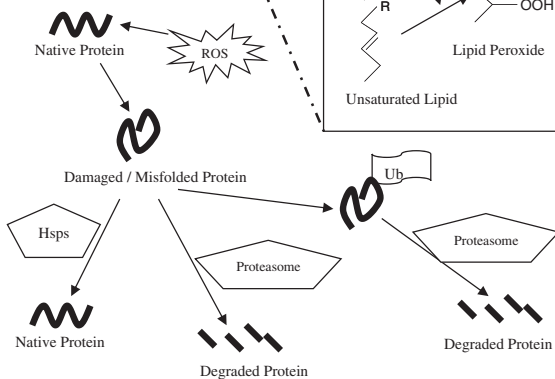 R
OOH
Native Protein
ROS
Lipid Peroxide
Unsaturated Lipid
Damaged / Misfolded Protein
Ub
Hsps
Proteasome
Proteasome
Native Protein
Degraded Protein
Degraded Protein